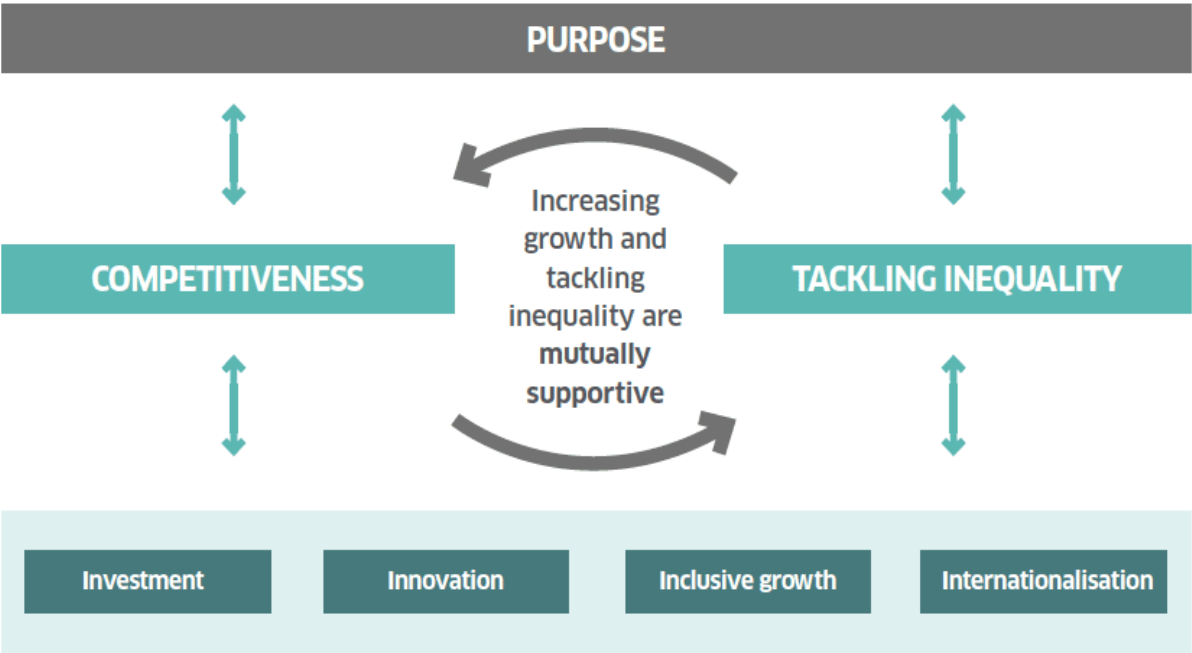 PURPOSE
COMPETITIVENESS
Increasing
growth and
tackling
inequality are
mutually
supportive
TACKLING INEQUALITY
Investment
Innovation
Inclusive growth
Internationalisation